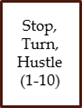 Stop,
Turn,
Hustle
(1-10)